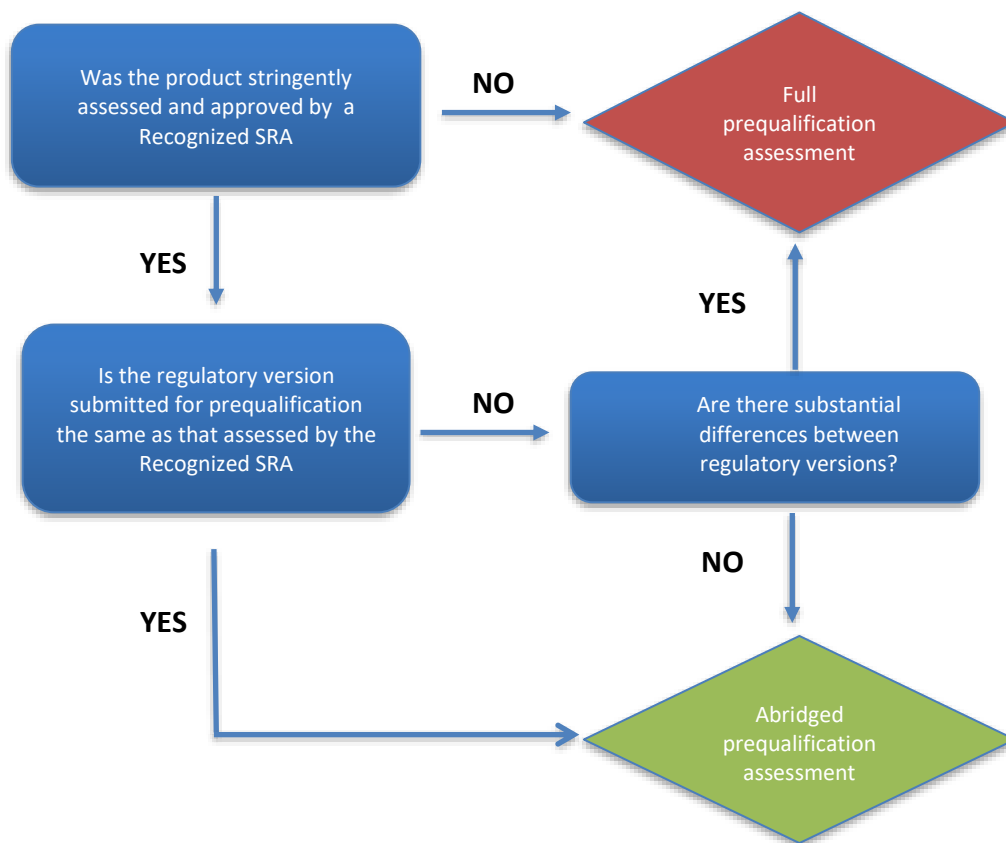 Was the product stringently
assessed and approved by a
Recognized SRA
NO
Full
prequalification
assessment
YES
YES
Is the regulatory version
submitted for prequalification
the same as that assessed by the
Recognized SRA
NO
Are there substantial
differences between
regulatory versions?
NO
YES
Abridged
prequalification
assessment